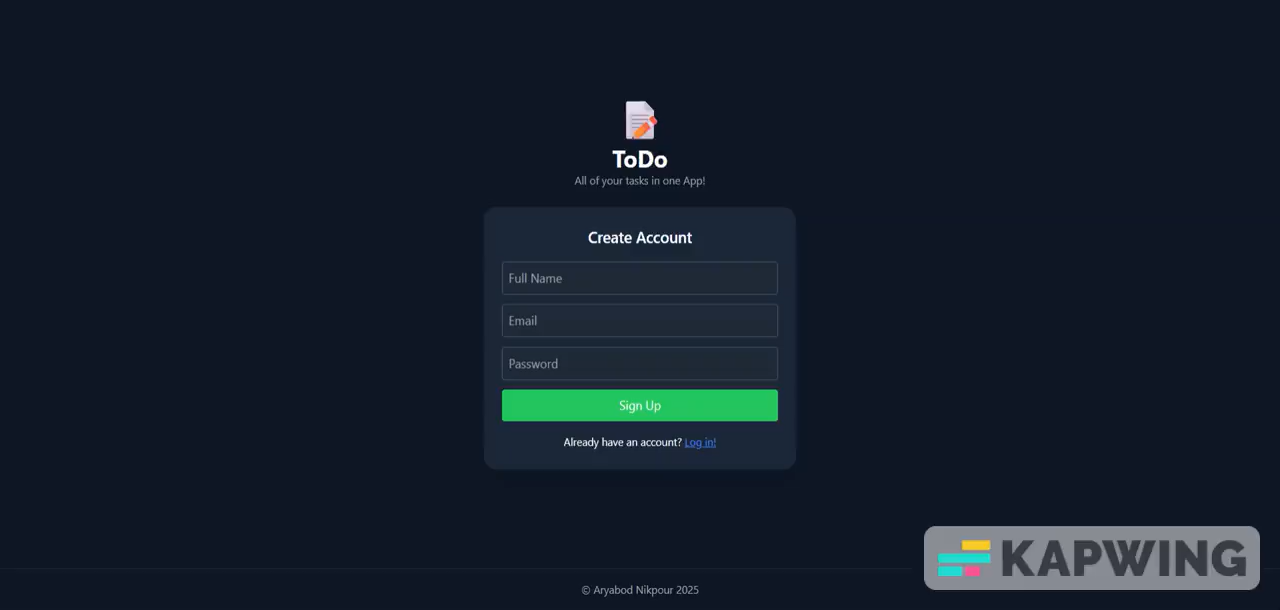 ToDo
All of your tasks in one App!
Create Account
Full Name
Email
Password
Sign Up
Already have an account? Log in!
KAPWING
© Aryabod Nikpour 2025